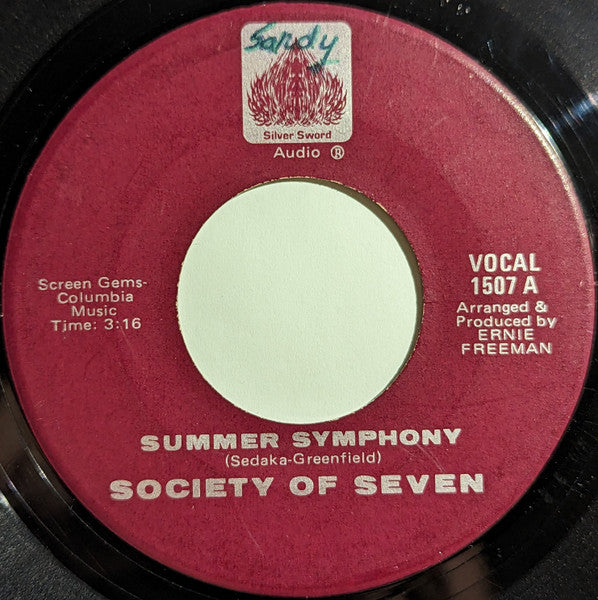 Sandy
Silver Sword
Audio ®
Screen Gems-
Columbia
Music
Time: 3:16
VOCAL
1507 A
Arranged &
Produced by
ERNIE
FREEMAN
SUMMER SYMPHONY
(Sedaka-Greenfield)
SOCIETY OF SEVEN